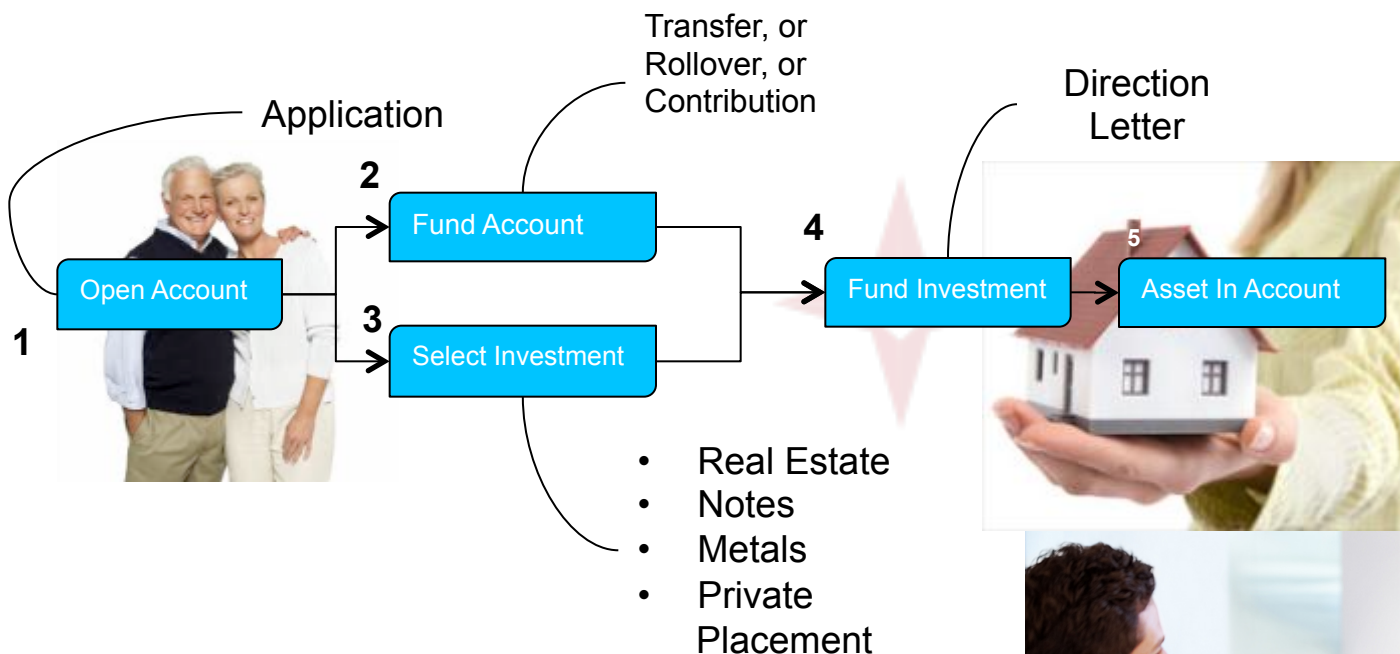 Transfer, or
Rollover, or
Contribution
Application
Direction
Letter
1
Open Account
2
Fund Account
3
Select Investment
• Real Estate
• Notes
• Metals
• Private
Placement
4
Fund Investment
5
Asset In Account